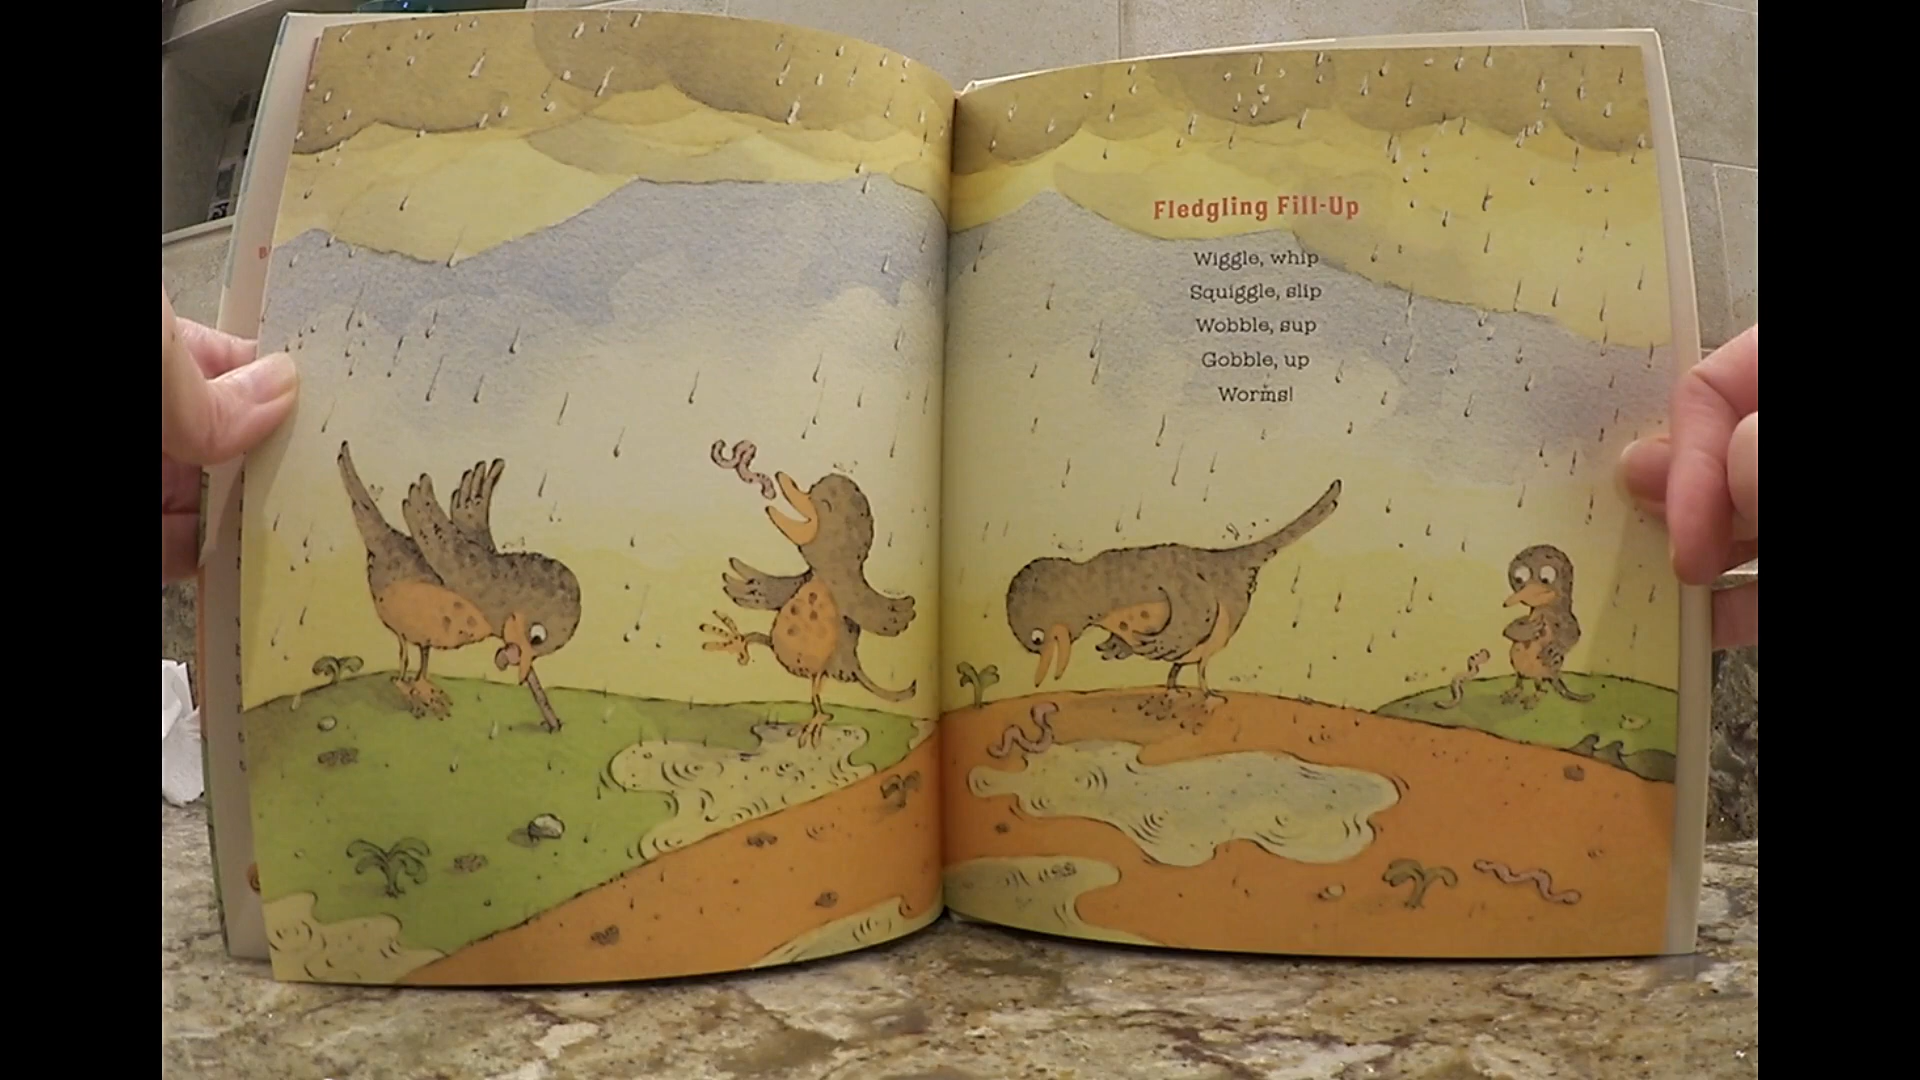 Fledgling Fill-Up
Wiggle, whip
Squiggle, slip
Wobble, sup
Gobble, up
Worms!